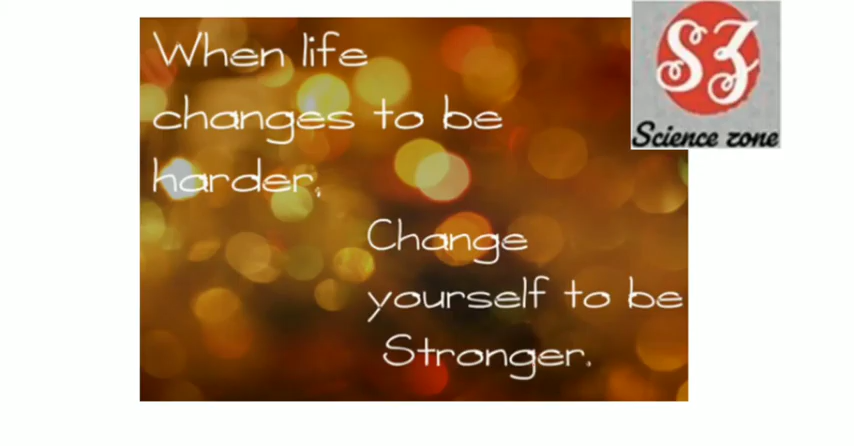 When life
changes to be
harder,
Change
yourself to be
Stronger.
SZ
Science zone